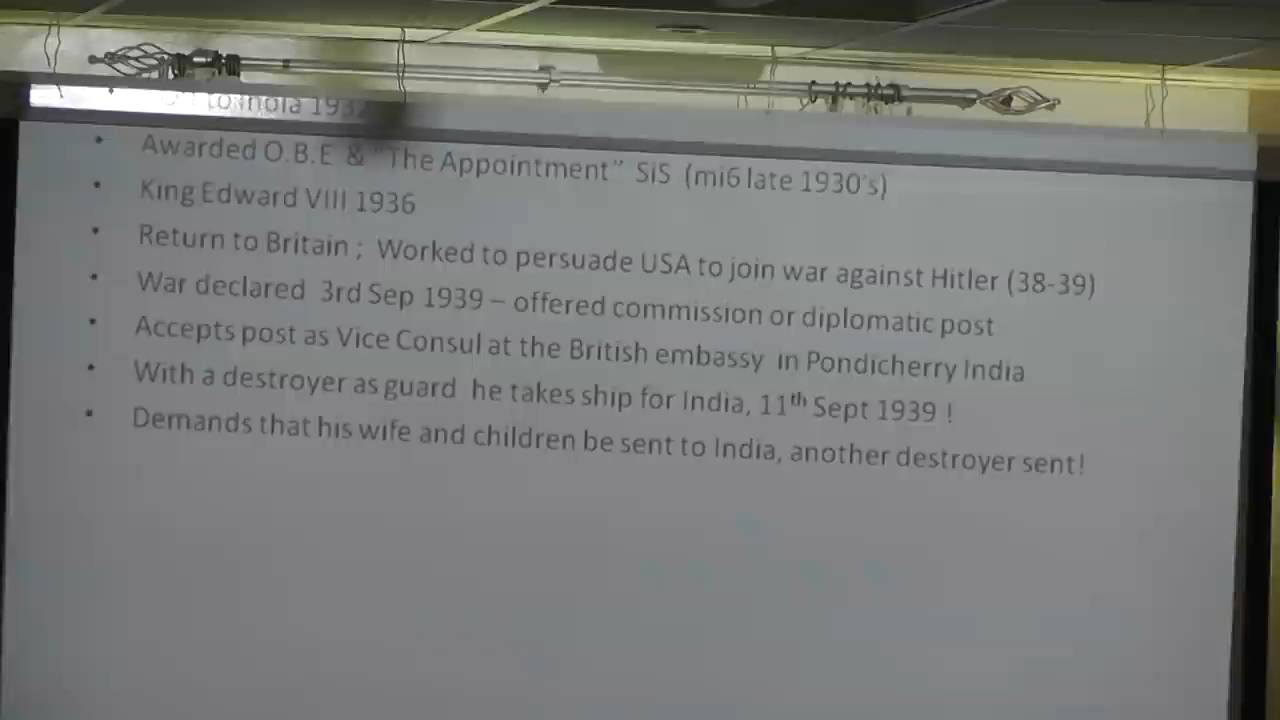 1932
• Awarded O.B.E & "The Appointment" SiS (mi6 late 1930's)
• King Edward VIII 1936
• Return to Britain ; Worked to persuade USA to join war against Hitler (38-39)
• War declared 3rd Sep 1939 – offered commission or diplomatic post
• Accepts post as Vice Consul at the British embassy in Pondicherry India
• With a destroyer as guard he takes ship for India, 11th Sept 1939 !
• Demands that his wife and children be sent to India, another destroyer sent!